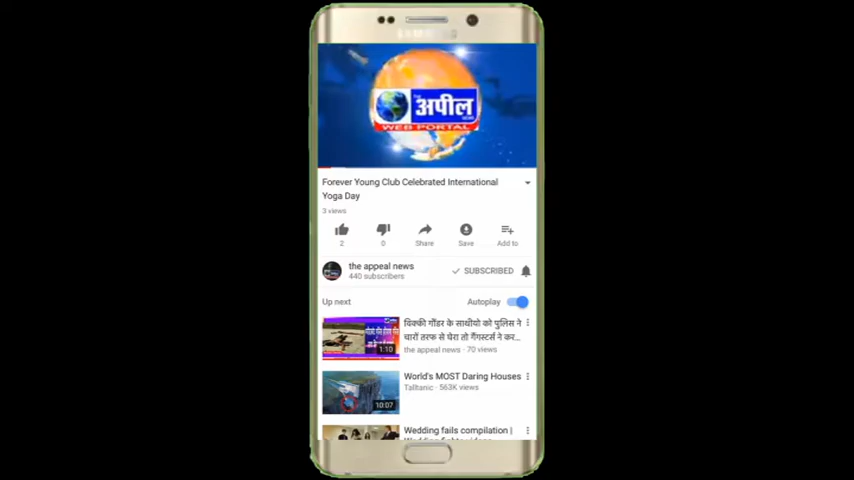 SAMSUNG
अपील
WEB PORTAL
Forever Young Club Celebrated International
Yoga Day
3 views
2
0
Share
Save
Add to
the appeal news
440 subscribers
SUBSCRIBED
Up next
Autoplay
विक्की गौंडर के साथीयो को पुलिस ने
चारों तरफ से घेरा तो गैंगस्टर्स ने कर...
the appeal news · 70 views
1:10
World's MOST Daring Houses
Talltanic · 563K views
10:07
Wedding fails compilation |